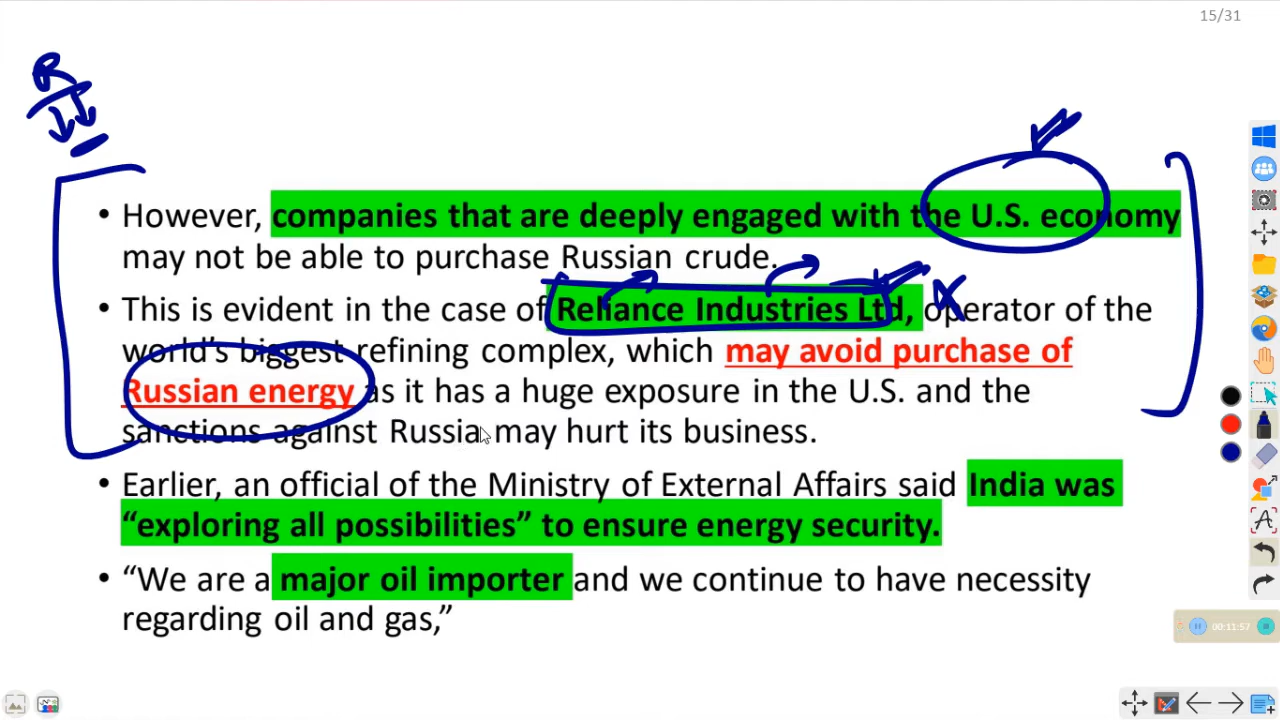 15/31
R
• However, companies that are deeply engaged with the U.S. economy
may not be able to purchase Russian crude.
• This is evident in the case of Reliance Industries Ltd, operator of the
world's biggest refining complex, which may avoid purchase of
Russian energy as it has a huge exposure in the U.S. and the
sanctions against Russia may hurt its business.
• Earlier, an official of the Ministry of External Affairs said India was
“exploring all possibilities” to ensure energy security.
• “We are a major oil importer and we continue to have necessity
regarding oil and gas,”
00:11:57